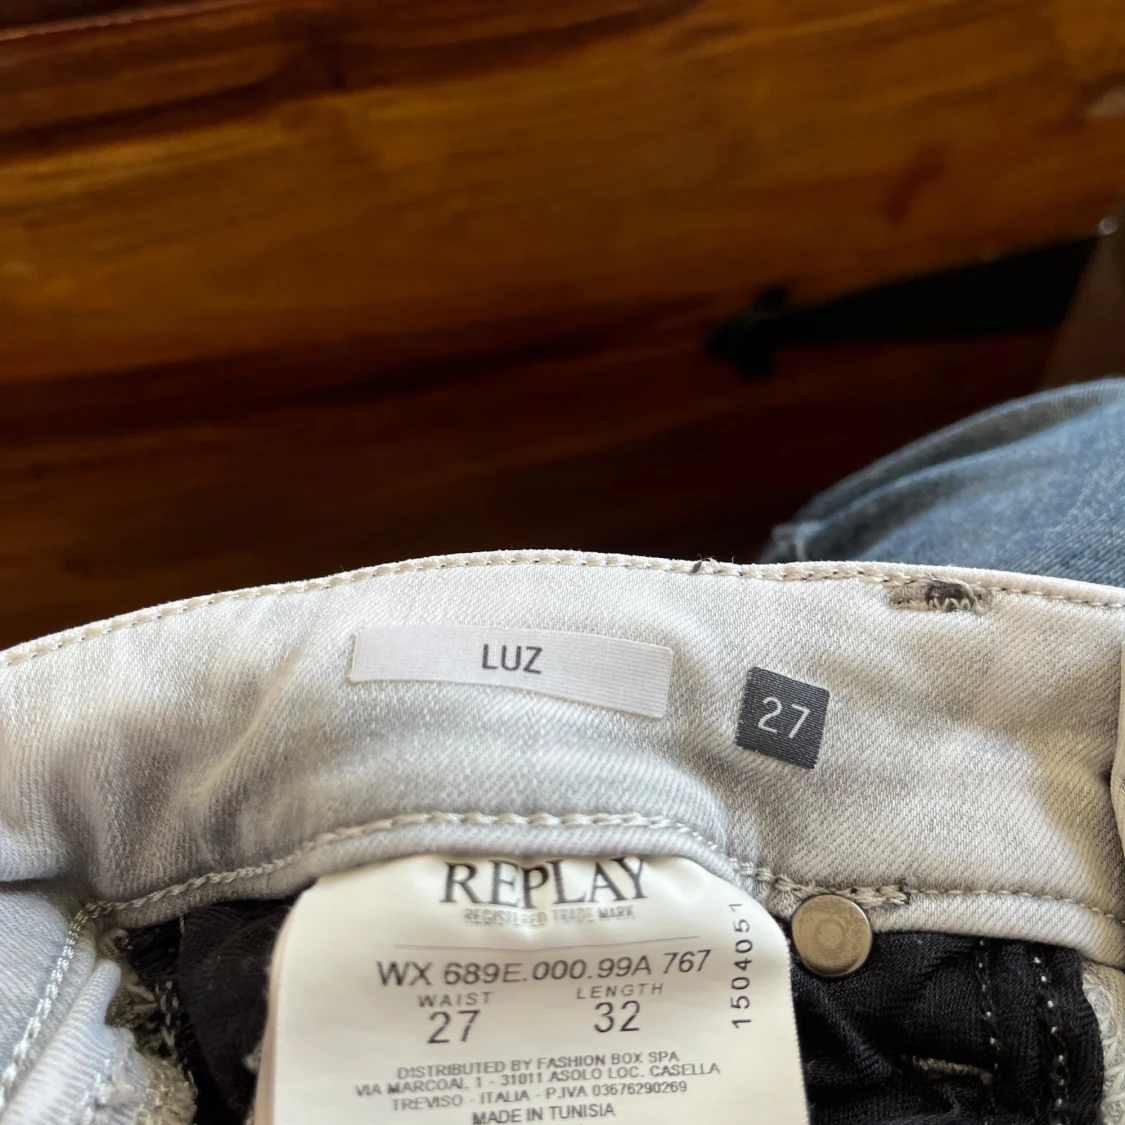 LUZ
27
REPLAY
REGISTERED TRADE MARK
WX 689E.000.99A 767
WAIST LENGTH
27 32
1504051
DISTRIBUTED BY FASHION BOX SPA
VIA MARCOAL 1 - 31011 ASOLO LOC. CASELLA
TREVISO - ITALIA - P.IVA 03676290269
MADE IN TUNISIA